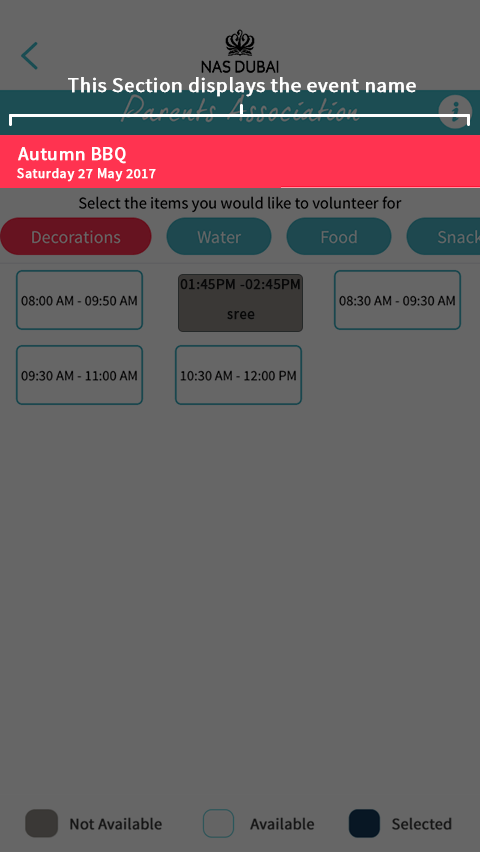 NAS DUBAI
This Section displays the event name
Parents Association
Autumn BBQ
Saturday 27 May 2017
Select the items you would like to volunteer for
Decorations Water Food Snack
08:00 AM - 09:50 AM 01:45PM -02:45PM 08:30 AM - 09:30 AM
sree
09:30 AM - 11:00 AM 10:30 AM - 12:00 PM
Not Available Available Selected